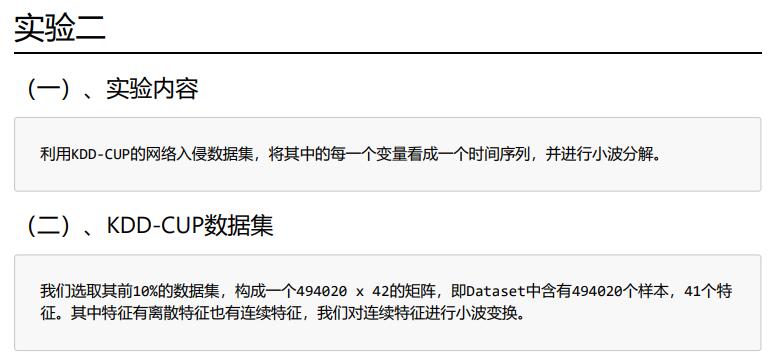 实验二
（一）、实验内容
利用KDD-CUP的网络入侵数据集，将其中的每一个变量看成一个时间序列，并进行小波分解。
（二）、KDD-CUP数据集
我们选取其前10%的数据集，构成一个494020 x 42的矩阵，即Dataset中含有494020个样本，41个特
征。其中特征有离散特征也有连续特征，我们对连续特征进行小波变换。